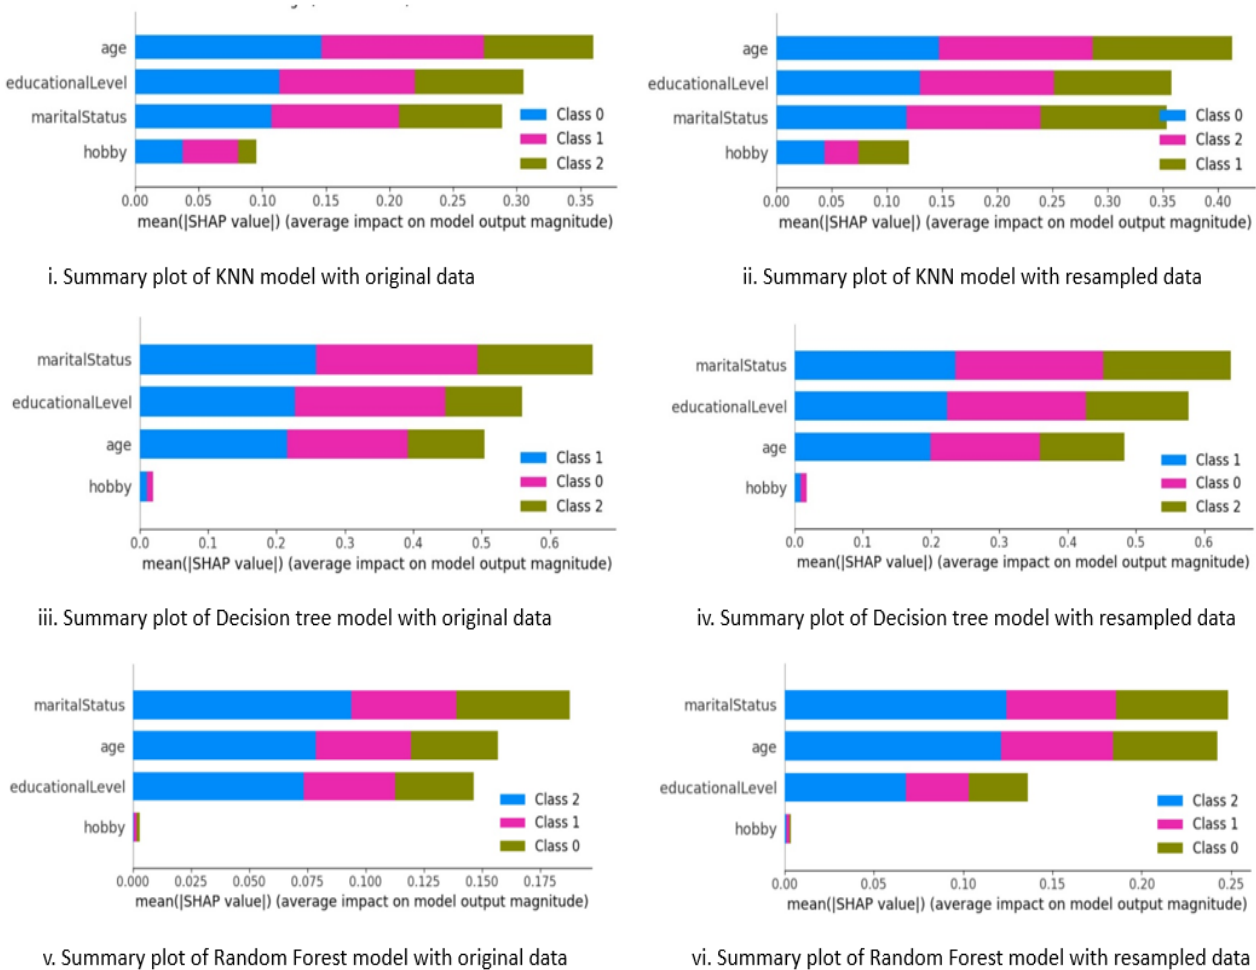 age
educationalLevel
maritalStatus
hobby
Class 0
Class 1
Class 2
0.00 0.05 0.10 0.15 0.20 0.25 0.30 0.35
mean(|SHAP value|) (average impact on model output magnitude)
i. Summary plot of KNN model with original data
age
educationalLevel
maritalStatus
hobby
Class 0
Class 2
Class 1
0.00 0.05 0.10 0.15 0.20 0.25 0.30 0.35 0.40
mean(|SHAP value|) (average impact on model output magnitude)
ii. Summary plot of KNN model with resampled data
maritalStatus
educationalLevel
age
hobby
Class 1
Class 0
Class 2
0.0 0.1 0.2 0.3 0.4 0.5 0.6
mean(|SHAP value|) (average impact on model output magnitude)
iii. Summary plot of Decision tree model with original data
maritalStatus
educationalLevel
age
hobby
Class 1
Class 0
Class 2
0.0 0.1 0.2 0.3 0.4 0.5 0.6
mean(|SHAP value|) (average impact on model output magnitude)
iv. Summary plot of Decision tree model with resampled data
maritalStatus
age
educationalLevel
hobby
Class 2
Class 1
Class 0
0.000 0.025 0.050 0.075 0.100 0.125 0.150 0.175
mean(|SHAP value|) (average impact on model output magnitude)
v. Summary plot of Random Forest model with original data
maritalStatus
age
educationalLevel
hobby
Class 2
Class 1
Class 0
0.00 0.05 0.10 0.15 0.20 0.25
mean(|SHAP value|) (average impact on model output magnitude)
vi. Summary plot of Random Forest model with resampled data